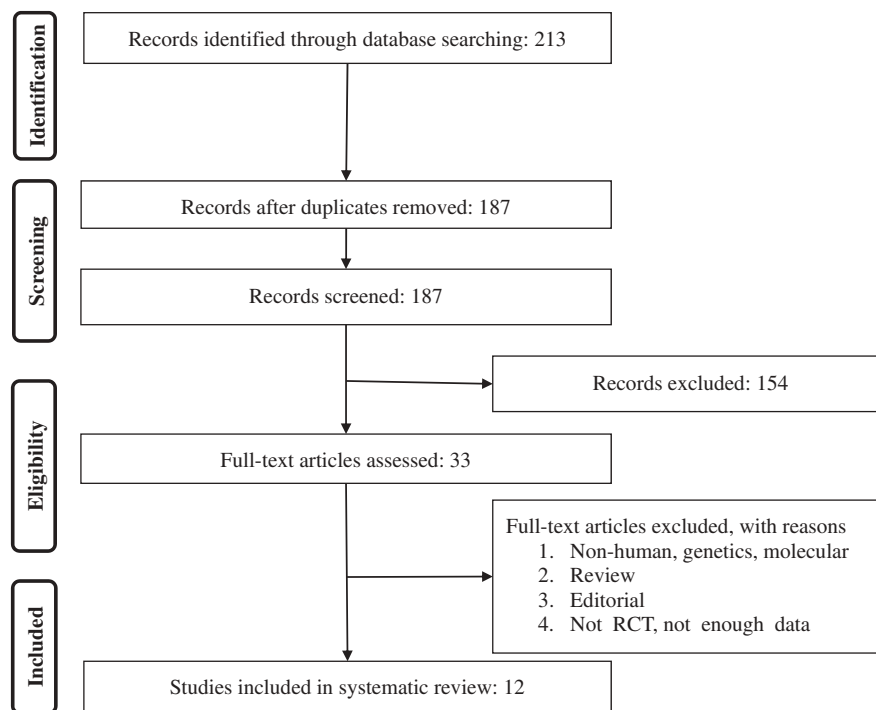 Identification
Records identified through database searching: 213
Screening
Records after duplicates removed: 187
Records screened: 187
Records excluded: 154
Eligibility
Full-text articles assessed: 33
Full-text articles excluded, with reasons
1. Non-human, genetics, molecular
2. Review
3. Editorial
4. Not RCT, not enough data
Included
Studies included in systematic review: 12